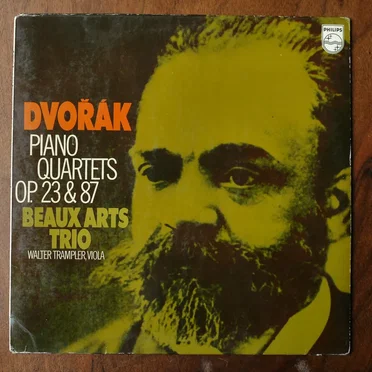 PHILIPS
DVOŘÁK
PIANO
QUARTETS
OP. 23 & 87
BEAUX ARTS
TRIO
WALTER TRAMPLER, VIOLA